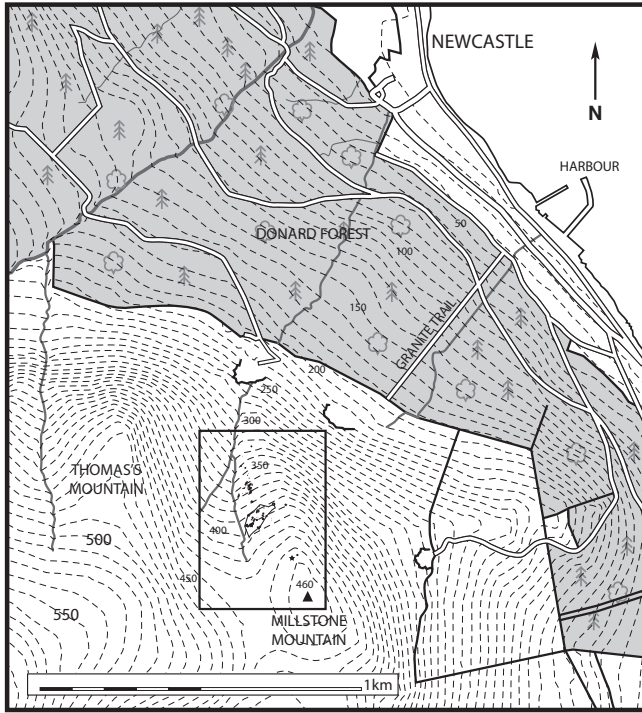 NEWCASTLE
N
HARBOUR
50
DONARD FOREST
100
150
GRANITE TRAIL
200
250
300
350
THOMAS'S
MOUNTAIN
400
500
450
460
550
MILLSTONE
MOUNTAIN
1km